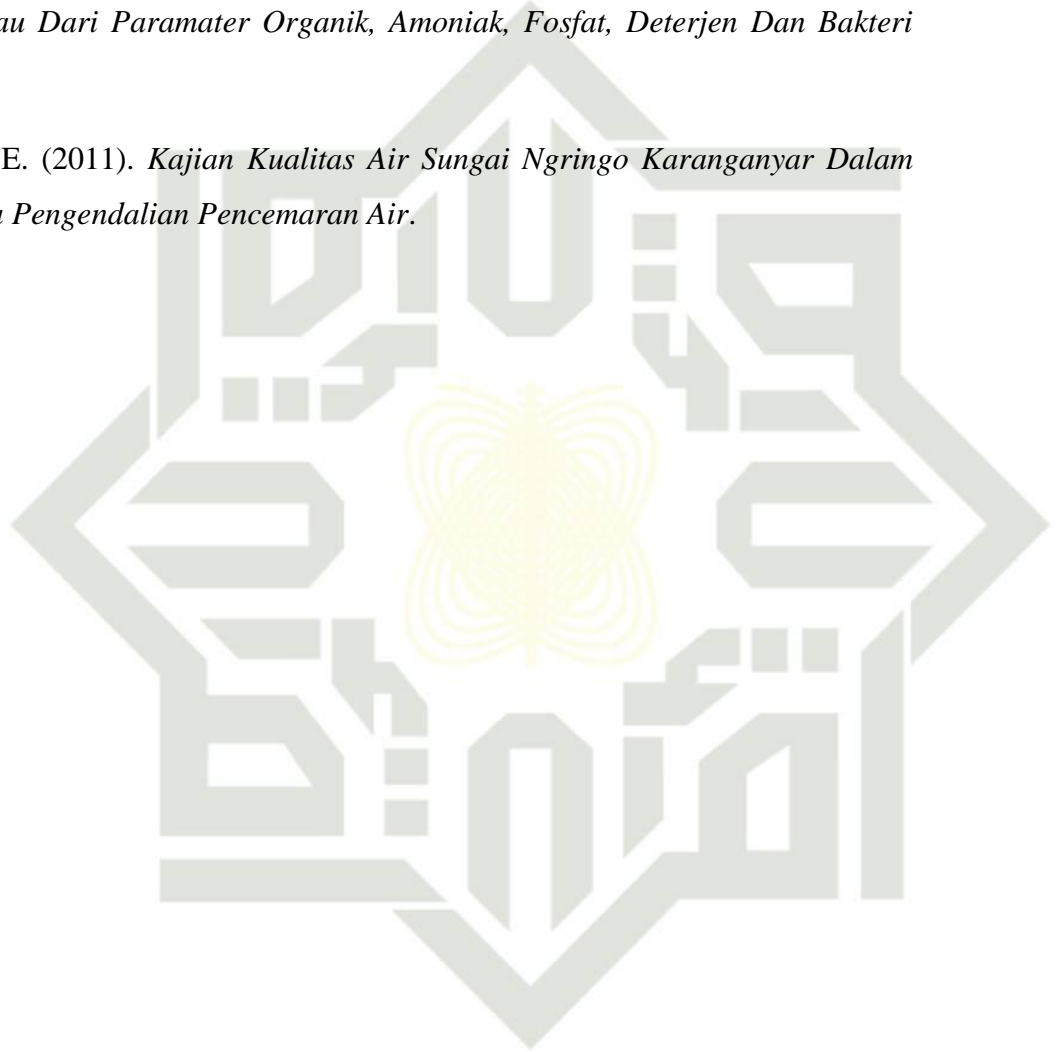 au Dari Paramater Organik, Amoniak, Fosfat, Deterjen Dan Bakteri
E. (2011). Kajian Kualitas Air Sungai Ngringo Karanganyar Dalam
Pengendalian Pencemaran Air.